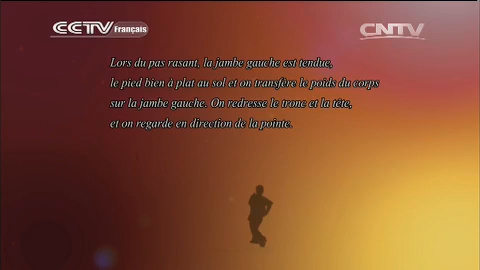 CCTV Français
CNTV
Lors du pas rasant, la jambe gauche est tendue,
le pied bien à plat au sol et on transfère le poids du corps
sur la jambe gauche. On redresse le tronc et la tête,
et on regarde en direction de la pointe.